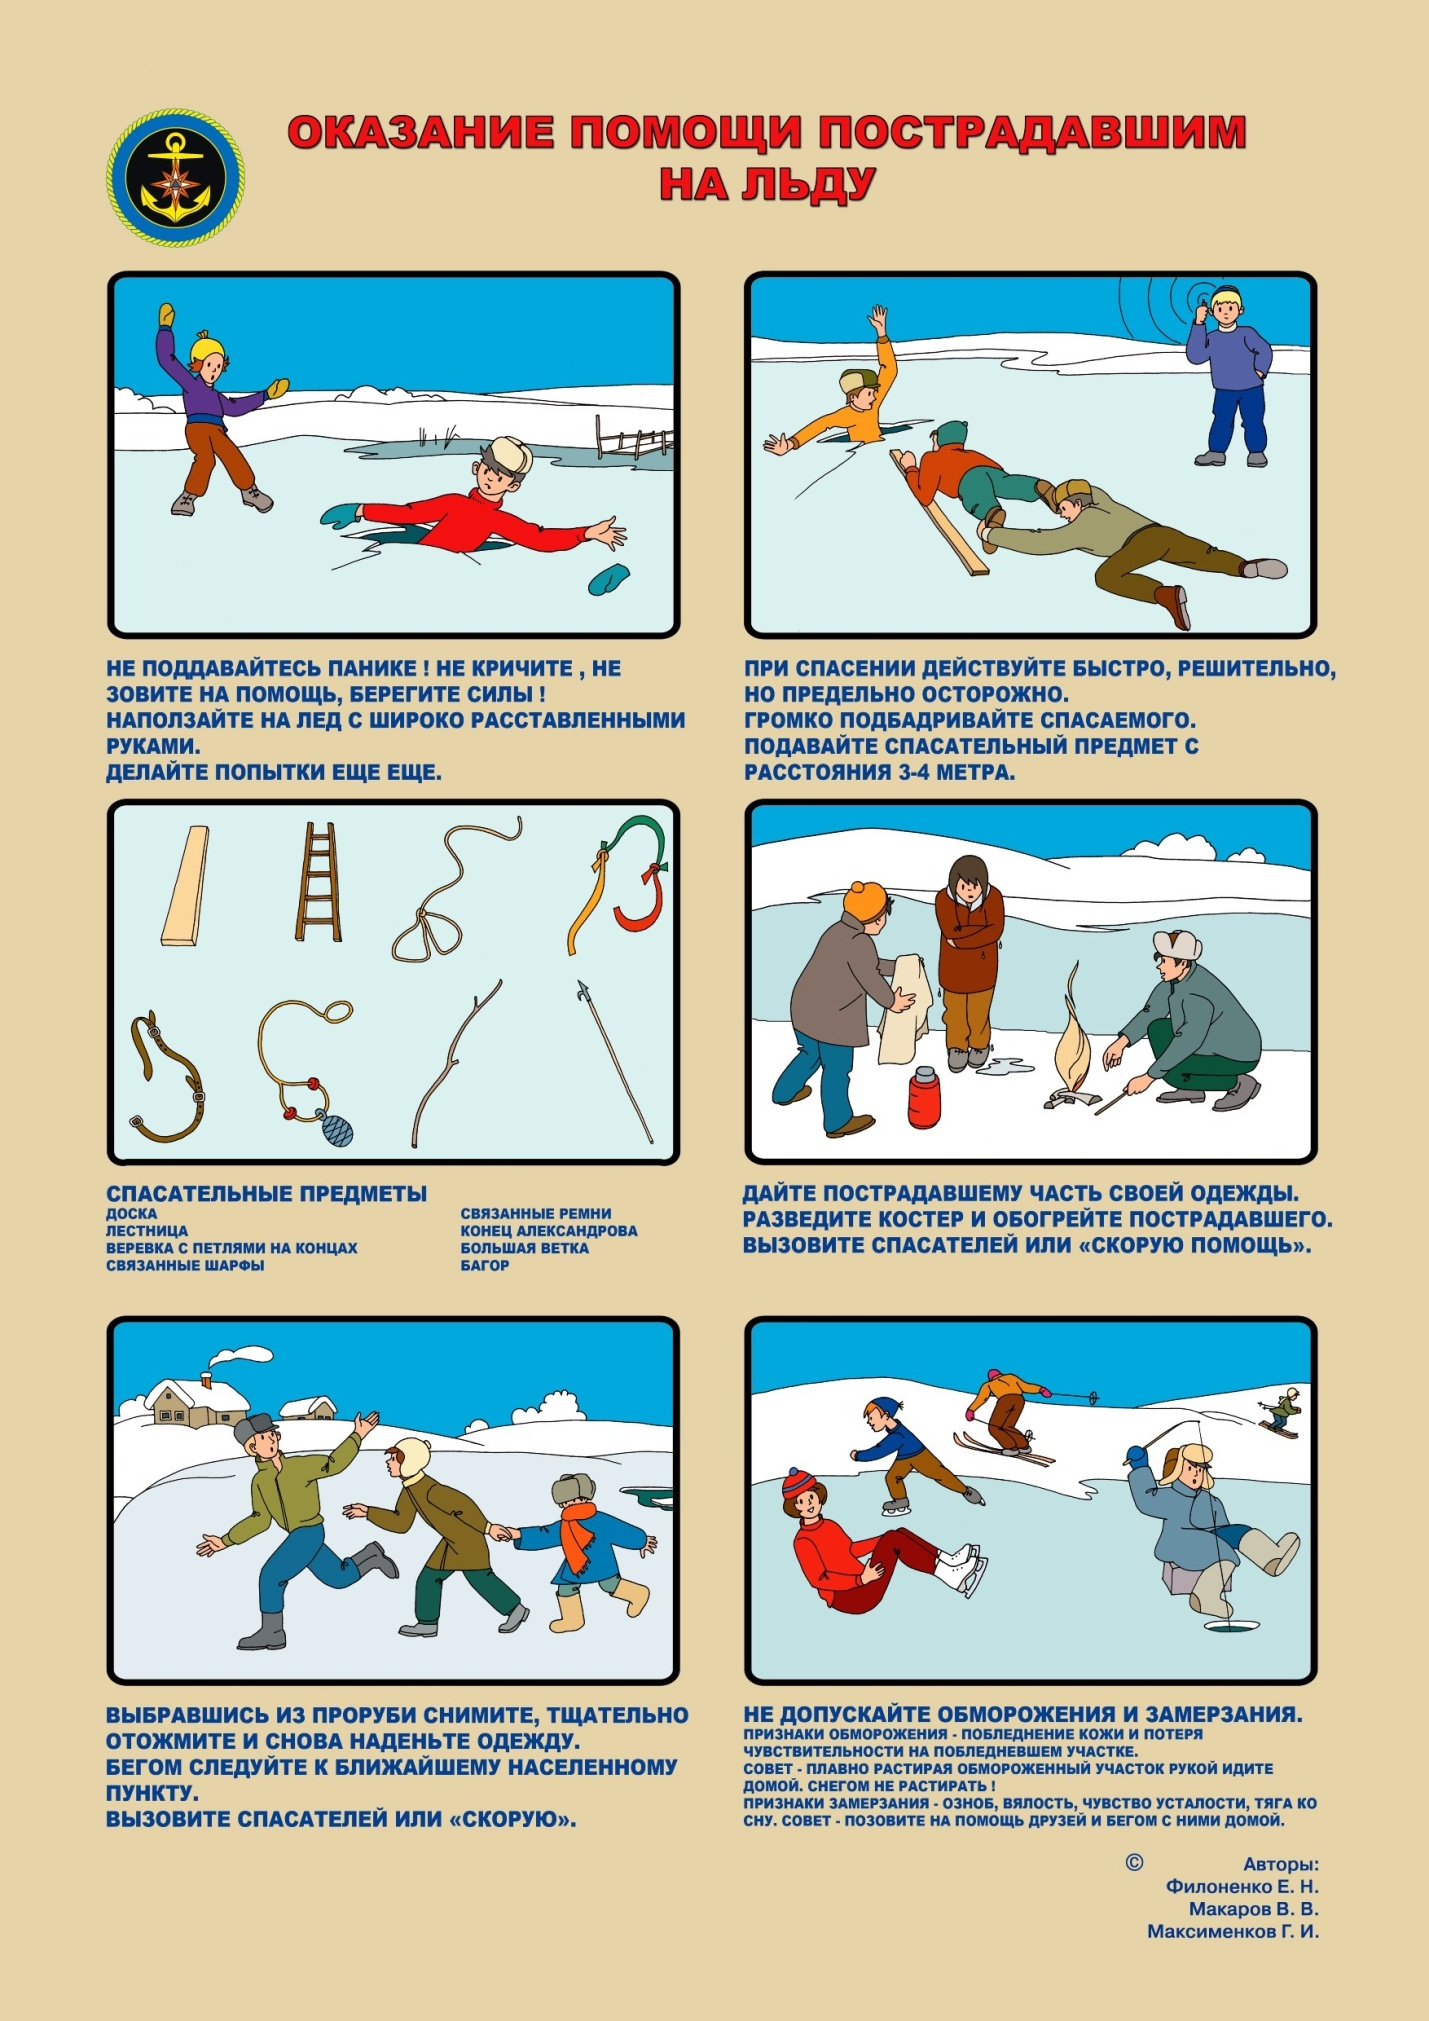 ОКАЗАНИЕ ПОМОЩИ ПОСТРАДАВШИМ
НА ЛЬДУ
НЕ ПОДДАВАЙТЕСЬ ПАНИКЕ ! НЕ КРИЧИТЕ , НЕ
ЗОВИТЕ НА ПОМОЩЬ, БЕРЕГИТЕ СИЛЫ !
НАПОЛЗАЙТЕ НА ЛЕД С ШИРОКО РАССТАВЛЕННЫМИ
РУКАМИ.
ДЕЛАЙТЕ ПОПЫТКИ ЕЩЕ ЕЩЕ.
ПРИ СПАСЕНИИ ДЕЙСТВУЙТЕ БЫСТРО, РЕШИТЕЛЬНО,
НО ПРЕДЕЛЬНО ОСТОРОЖНО.
ГРОМКО ПОДБАДРИВАЙТЕ СПАСАЕМОГО.
ПОДАВАЙТЕ СПАСАТЕЛЬНЫЙ ПРЕДМЕТ С
РАССТОЯНИЯ 3-4 МЕТРА.
СПАСАТЕЛЬНЫЕ ПРЕДМЕТЫ
ДОСКА
ЛЕСТНИЦА
ВЕРЕВКА С ПЕТЛЯМИ НА КОНЦАХ
СВЯЗАННЫЕ ШАРФЫ
СВЯЗАННЫЕ РЕМНИ
КОНЕЦ АЛЕКСАНДРОВА
БОЛЬШАЯ ВЕТКА
БАГОР
ДАЙТЕ ПОСТРАДАВШЕМУ ЧАСТЬ СВОЕЙ ОДЕЖДЫ.
РАЗВЕДИТЕ КОСТЕР И ОБОГРЕЙТЕ ПОСТРАДАВШЕГО.
ВЫЗОВИТЕ СПАСАТЕЛЕЙ ИЛИ «СКОРУЮ ПОМОЩЬ».
ВЫБРАВШИСЬ ИЗ ПРОРУБИ СНИМИТЕ, ТЩАТЕЛЬНО
ОТОЖМИТЕ И СНОВА НАДЕНЬТЕ ОДЕЖДУ.
БЕГОМ СЛЕДУЙТЕ К БЛИЖАЙШЕМУ НАСЕЛЕННОМУ
ПУНКТУ.
ВЫЗОВИТЕ СПАСАТЕЛЕЙ ИЛИ «СКОРУЮ».
НЕ ДОПУСКАЙТЕ ОБМОРОЖЕНИЯ И ЗАМЕРЗАНИЯ.
ПРИЗНАКИ ОБМОРОЖЕНИЯ - ПОБЛЕДНЕНИЕ КОЖИ И ПОТЕРЯ
ЧУВСТВИТЕЛЬНОСТИ НА ПОБЛЕДНЕВШЕМ УЧАСТКЕ.
СОВЕТ - ПЛАВНО РАСТИРАЯ ОБМОРОЖЕННЫЙ УЧАСТОК РУКОЙ ИДИТЕ
ДОМОЙ. СНЕГОМ НЕ РАСТИРАТЬ !
ПРИЗНАКИ ЗАМЕРЗАНИЯ - ОЗНОБ, ВЯЛОСТЬ, ЧУВСТВО УСТАЛОСТИ, ТЯГА КО
СНУ. СОВЕТ - ПОЗОВИТЕ НА ПОМОЩЬ ДРУЗЕЙ И БЕГОМ С НИМИ ДОМОЙ.
© Авторы:
Филоненко Е. Н.
Макаров В. В.
Максименков Г. И.